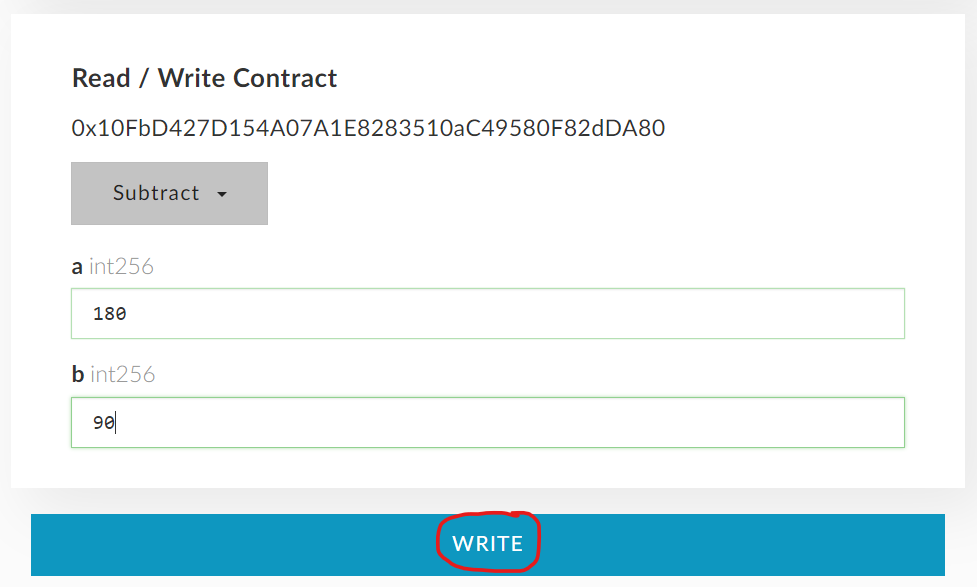 Read / Write Contract
0x10FbD427D154A07A1E8283510aC49580F82dDA80
Subtract
a int256
180
b int256
90
WRITE